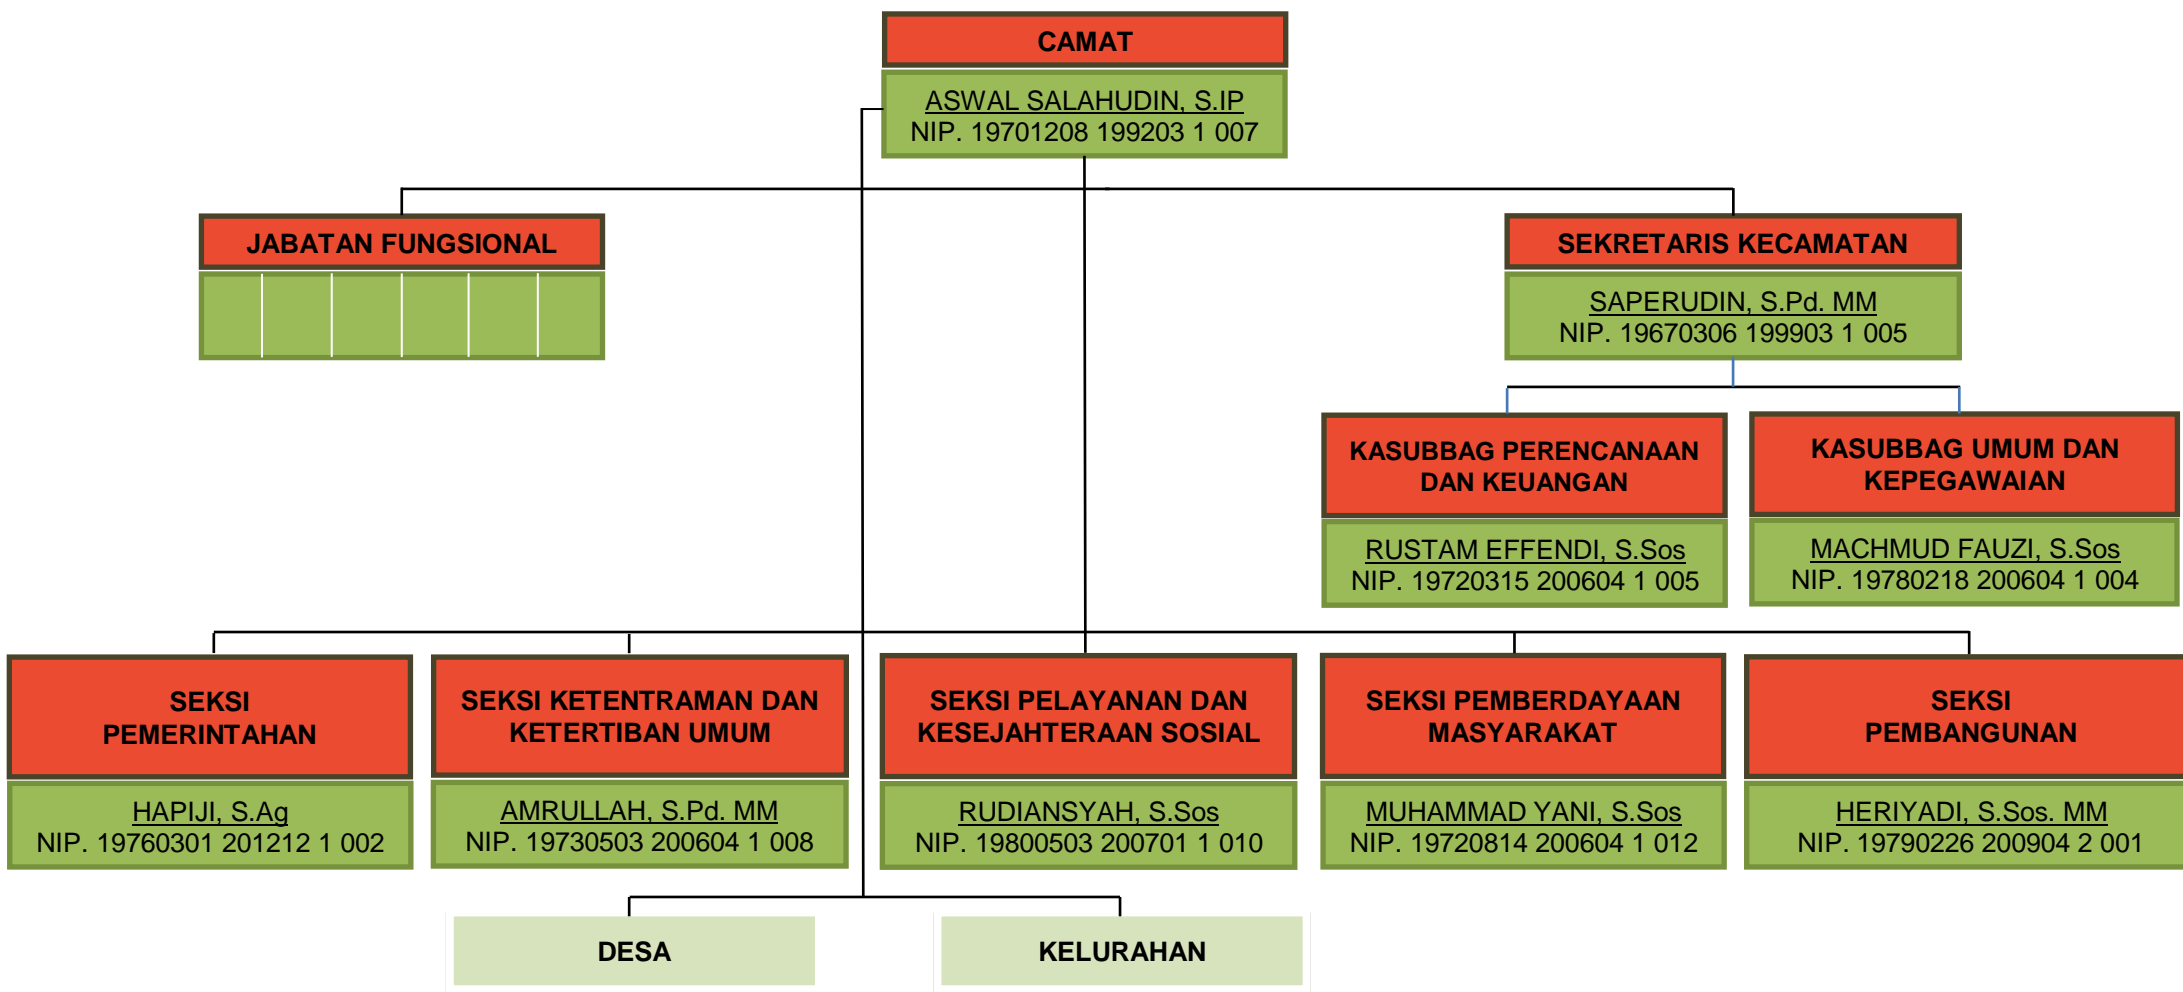 CAMAT
ASWAL SALAHUDIN, S.IP
NIP. 19701208 199203 1 007
JABATAN FUNGSIONAL
SEKRETARIS KECAMATAN
SAPERUDIN, S.Pd. MM
NIP. 19670306 199903 1 005
KASUBBAG PERENCANAAN
DAN KEUANGAN
RUSTAM EFFENDI, S.Sos
NIP. 19720315 200604 1 005
KASUBBAG UMUM DAN
KEPEGAWAIAN
MACHMUD FAUZI, S.Sos
NIP. 19780218 200604 1 004
SEKSI
PEMERINTAHAN
HAPIJI, S.Ag
NIP. 19760301 201212 1 002
SEKSI KETENTRAMAN DAN
KETERTIBAN UMUM
AMRULLAH, S.Pd. MM
NIP. 19730503 200604 1 008
SEKSI PELAYANAN DAN
KESEJAHTERAAN SOSIAL
RUDIANSYAH, S.Sos
NIP. 19800503 200701 1 010
SEKSI PEMBERDAYAAN
MASYARAKAT
MUHAMMAD YANI, S.Sos
NIP. 19720814 200604 1 012
SEKSI
PEMBANGUNAN
HERIYADI, S.Sos. MM
NIP. 19790226 200904 2 001
DESA
KELURAHAN